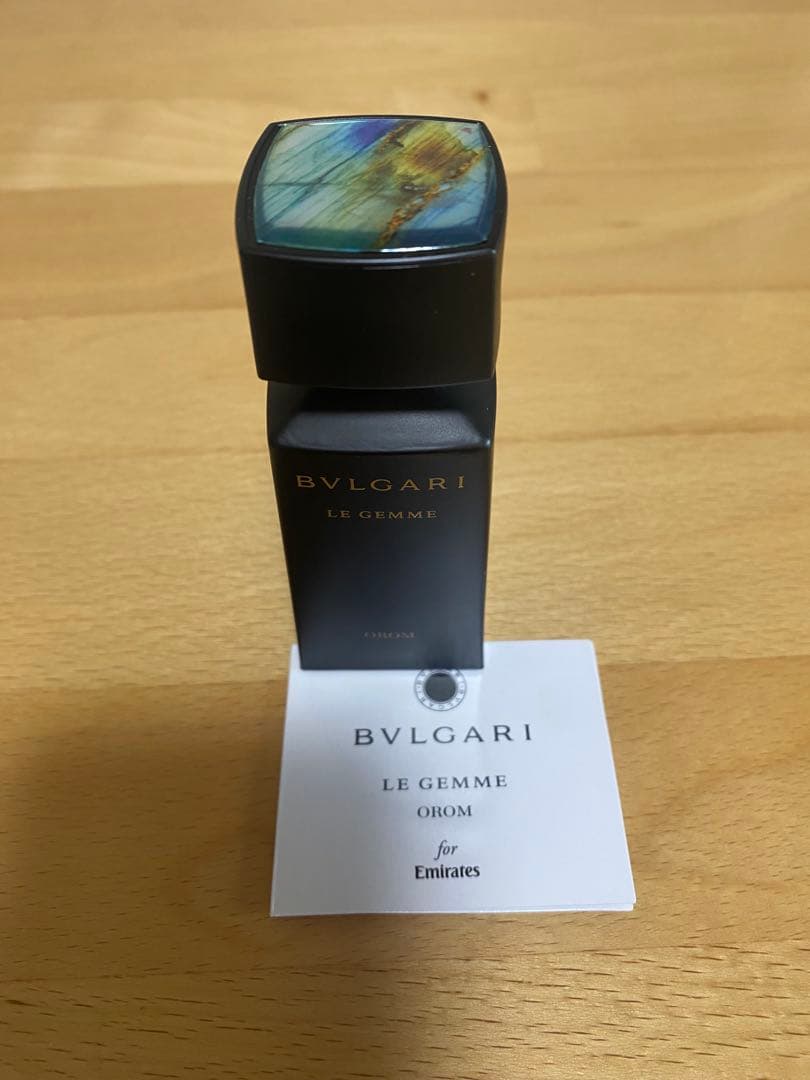 BVLGARI
LE GEMME
OROM
BVLGARI
LE GEMME
OROM
for
Emirates